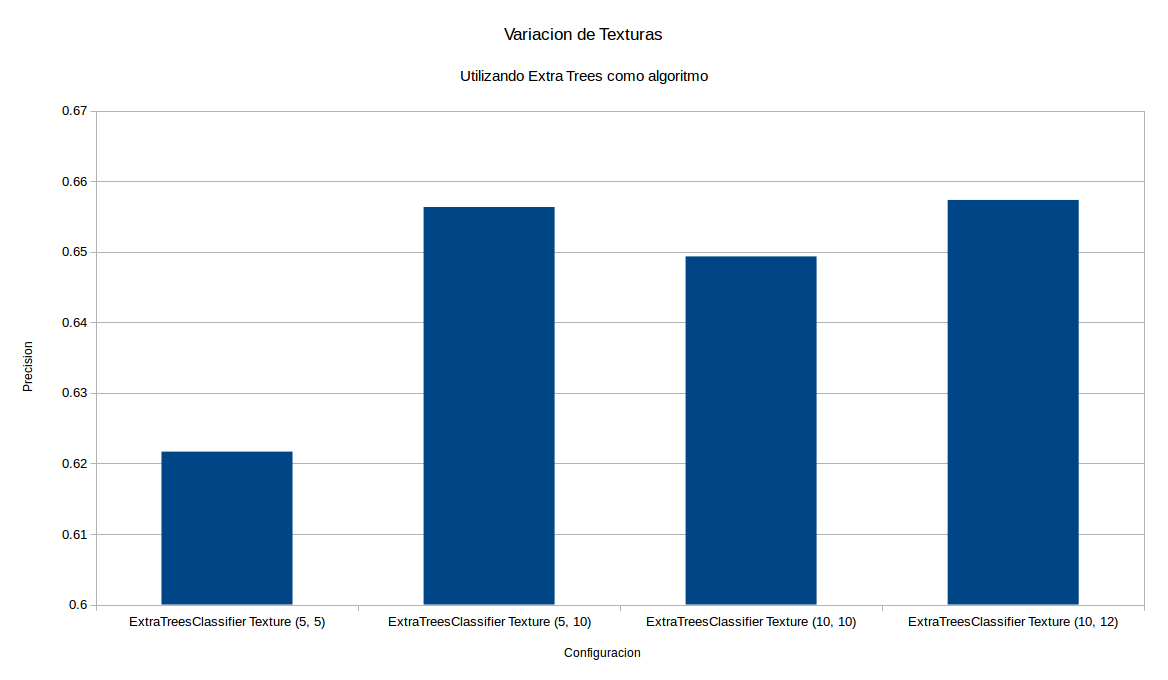 Variacion de Texturas
Utilizando Extra Trees como algoritmo
0.67
0.66
0.65
0.64
0.63
0.62
0.61
0.6
Precision
ExtraTreesClassifier Texture (5, 5)
ExtraTreesClassifier Texture (5, 10)
ExtraTreesClassifier Texture (10, 10)
ExtraTreesClassifier Texture (10, 12)
Configuracion